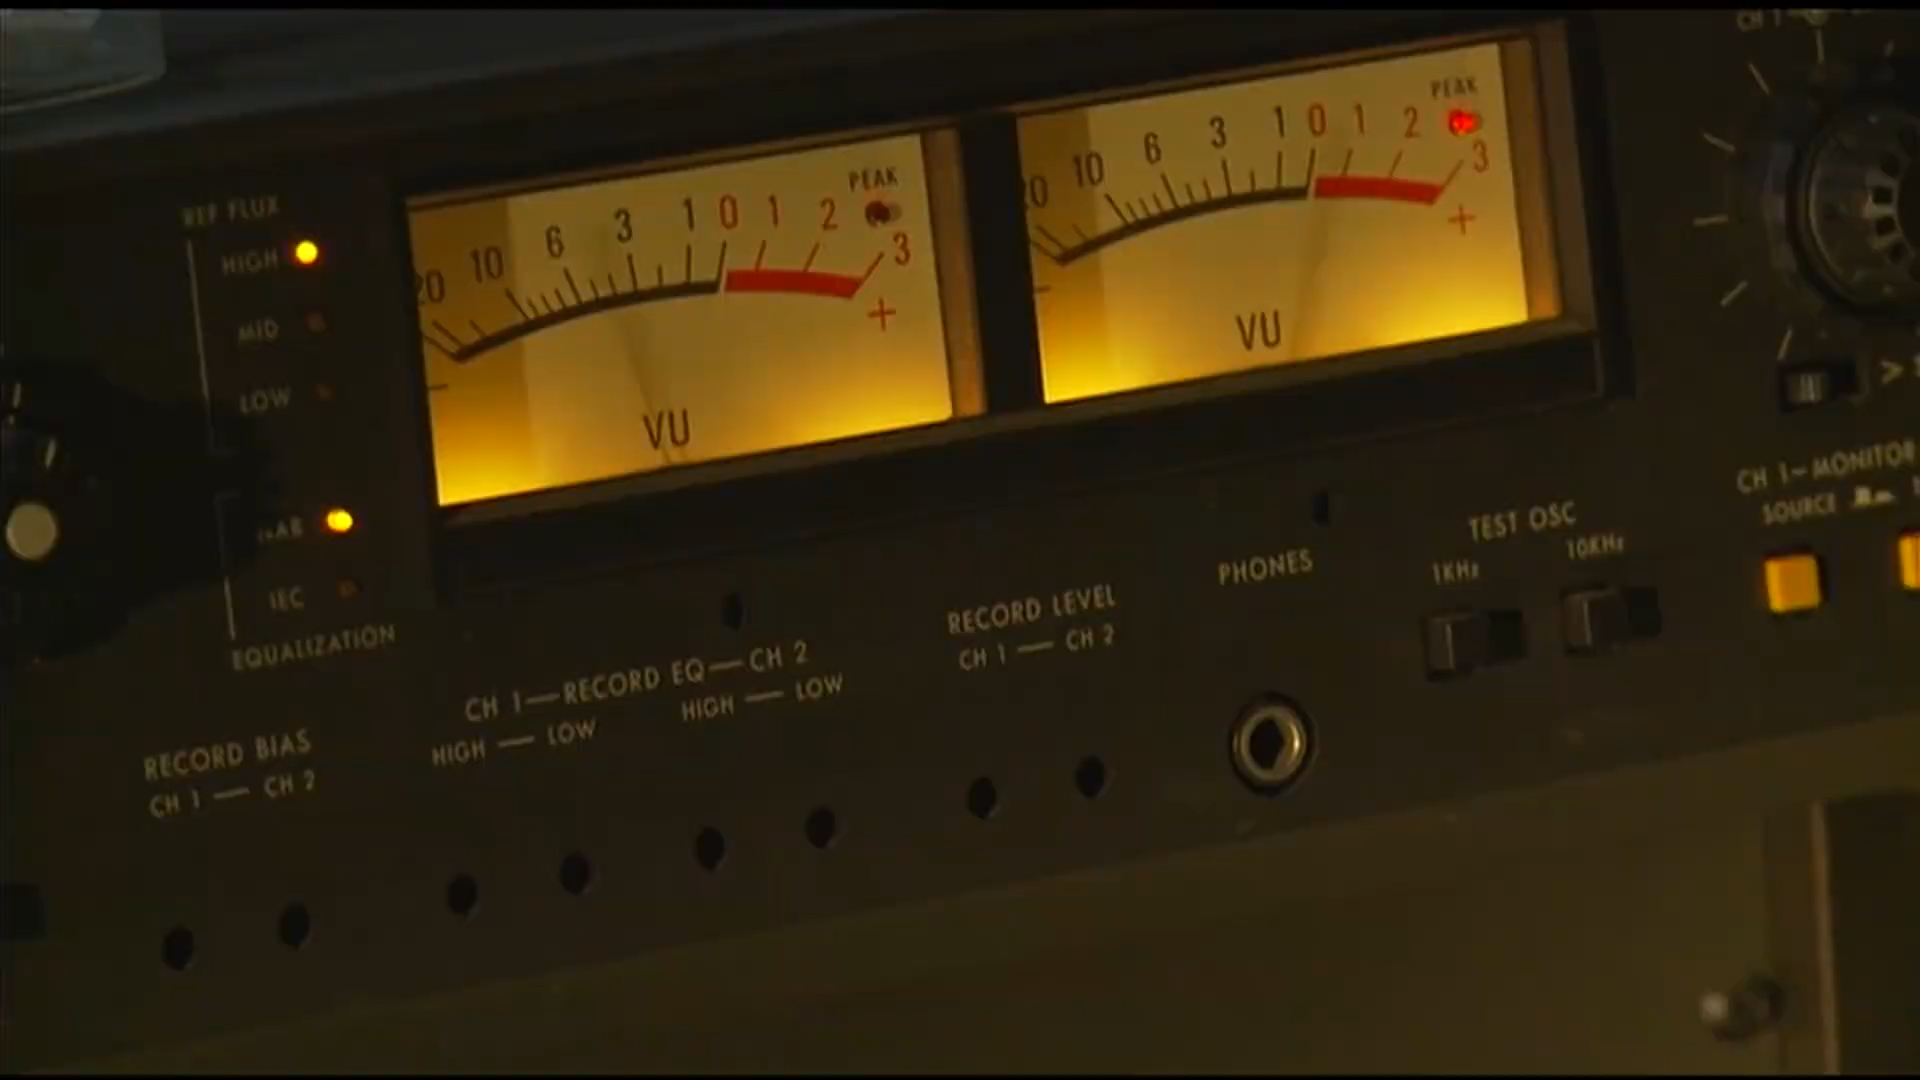 REF FLUX
HIGH
MID
LOW
NAB
IEC
EQUALIZATION
20 10 6 3 1 0 1 2 3
PEAK
+
VU
10 6 3 1 0 1 2 3
PEAK
+
VU
RECORD BIAS
CH 1 — CH 2
CH 1—RECORD EQ—CH 2
HIGH — LOW
HIGH — LOW
RECORD LEVEL
CH 1 — CH 2
PHONES
TEST OSC
1KHz
10KHz
CH 1—MONITOR
SOURCE